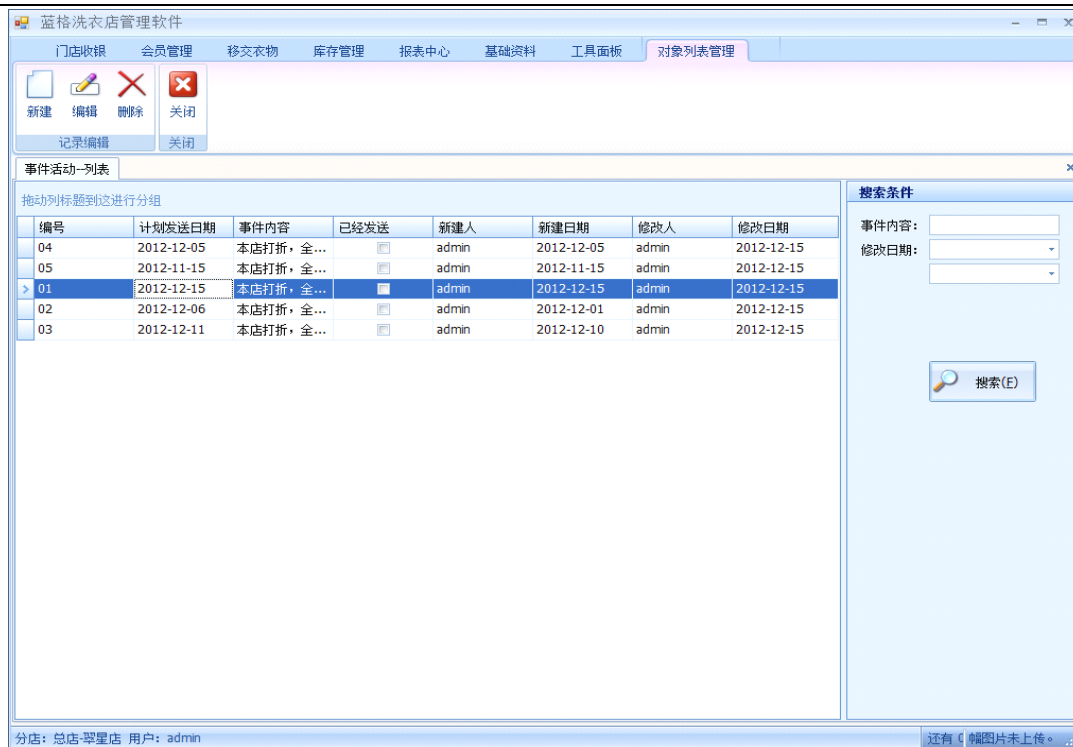 蓝格洗衣店管理软件
门店收银 会员管理 移交衣物 库存管理 报表中心 基础资料 工具面板 对象列表管理
新建 编辑 删除 关闭
记录编辑 关闭
事件活动--列表
拖动列标题到这进行分组 搜索条件
编号 计划发送日期 事件内容 已经发送 新建人 新建日期 修改人 修改日期
04 2012-12-05 本店打折，全... admin 2012-12-05 admin 2012-12-15
05 2012-11-15 本店打折，全... admin 2012-11-15 admin 2012-12-15
01 2012-12-15 本店打折，全... admin 2012-12-15 admin 2012-12-15
02 2012-12-06 本店打折，全... admin 2012-12-01 admin 2012-12-15
03 2012-12-11 本店打折，全... admin 2012-12-10 admin 2012-12-15
事件内容：
修改日期：
搜索(F)
分店：总店-翠星店 用户：admin 还有 幅图片未上传。